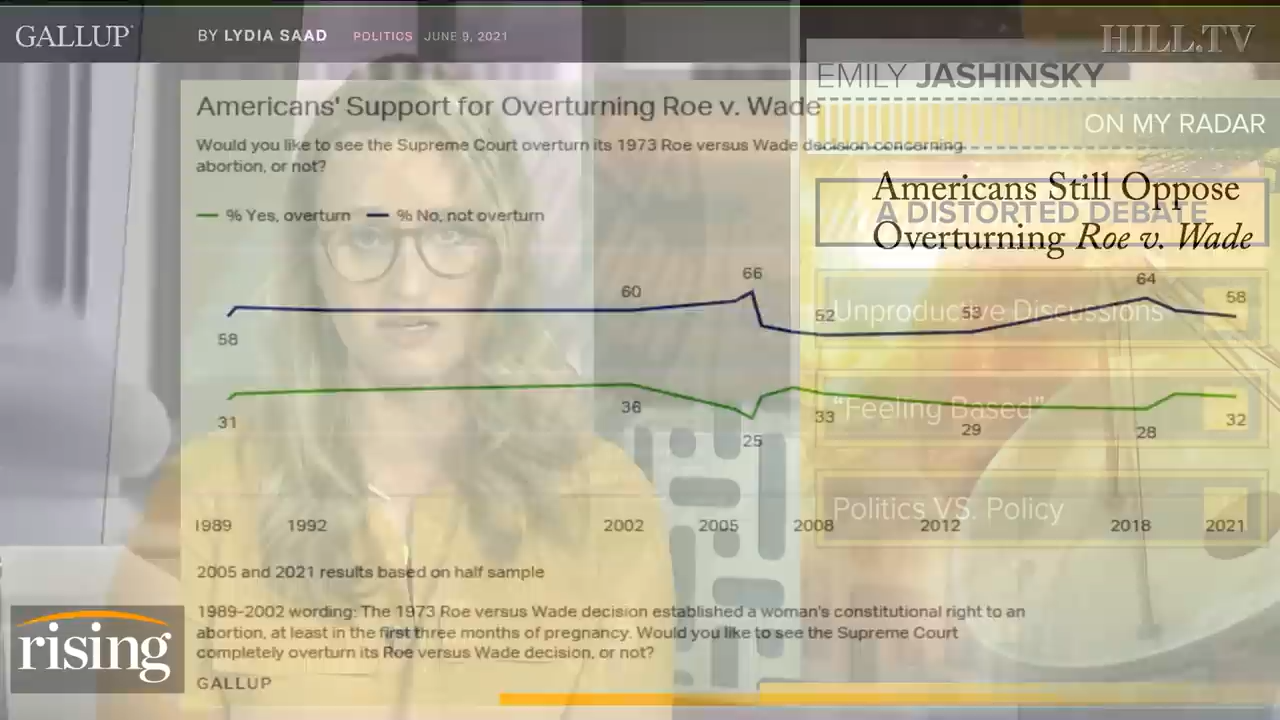 GALLUP
BY LYDIA SAAD POLITICS JUNE 9, 2021
HILL.TV
EMILY JASHINSKY
ON MY RADAR
A DISTORTED DEBATE
Unproductive Discussions
“Feeling Based”
Politics VS. Policy
Americans Still Oppose
Overturning Roe v. Wade
Americans' Support for Overturning Roe v. Wade
Would you like to see the Supreme Court overturn its 1973 Roe versus Wade decision concerning
abortion, or not?
% Yes, overturn % No, not overturn
58 60 66 52 53 64 58
31 36 25 33 29 28 32
1989 1992 2002 2005 2008 2012 2018 2021
2005 and 2021 results based on half sample
1989-2002 wording: The 1973 Roe versus Wade decision established a woman's constitutional right to an
abortion, at least in the first three months of pregnancy. Would you like to see the Supreme Court
completely overturn its Roe versus Wade decision, or not?
GALLUP
rising